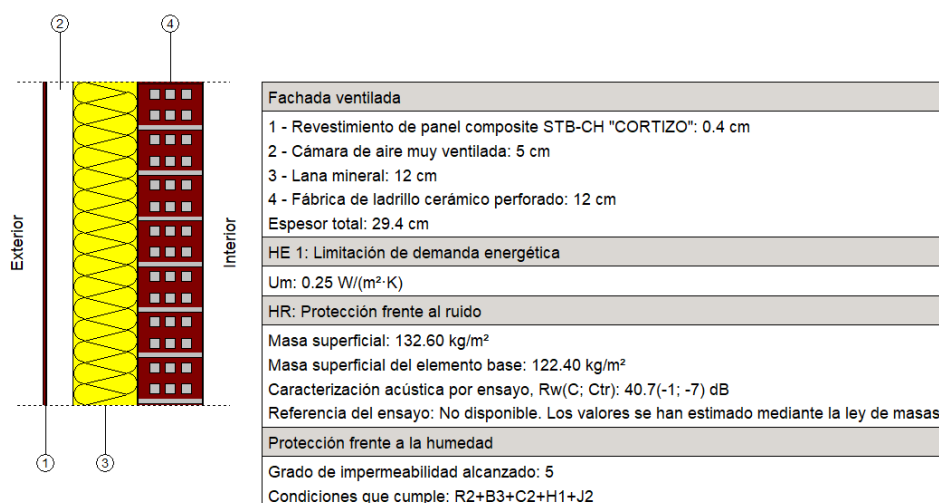 2
4
Exterior
Interior
1
3
Fachada ventilada
1 - Revestimiento de panel composite STB-CH "CORTIZO": 0.4 cm
2 - Cámara de aire muy ventilada: 5 cm
3 - Lana mineral: 12 cm
4 - Fábrica de ladrillo cerámico perforado: 12 cm
Espesor total: 29.4 cm
HE 1: Limitación de demanda energética
Um: 0.25 W/(m²·K)
HR: Protección frente al ruido
Masa superficial: 132.60 kg/m²
Masa superficial del elemento base: 122.40 kg/m²
Caracterización acústica por ensayo, Rw(C; Ctr): 40.7(-1; -7) dB
Referencia del ensayo: No disponible. Los valores se han estimado mediante la ley de masas
Protección frente a la humedad
Grado de impermeabilidad alcanzado: 5
Condiciones que cumple: R2+B3+C2+H1+J2